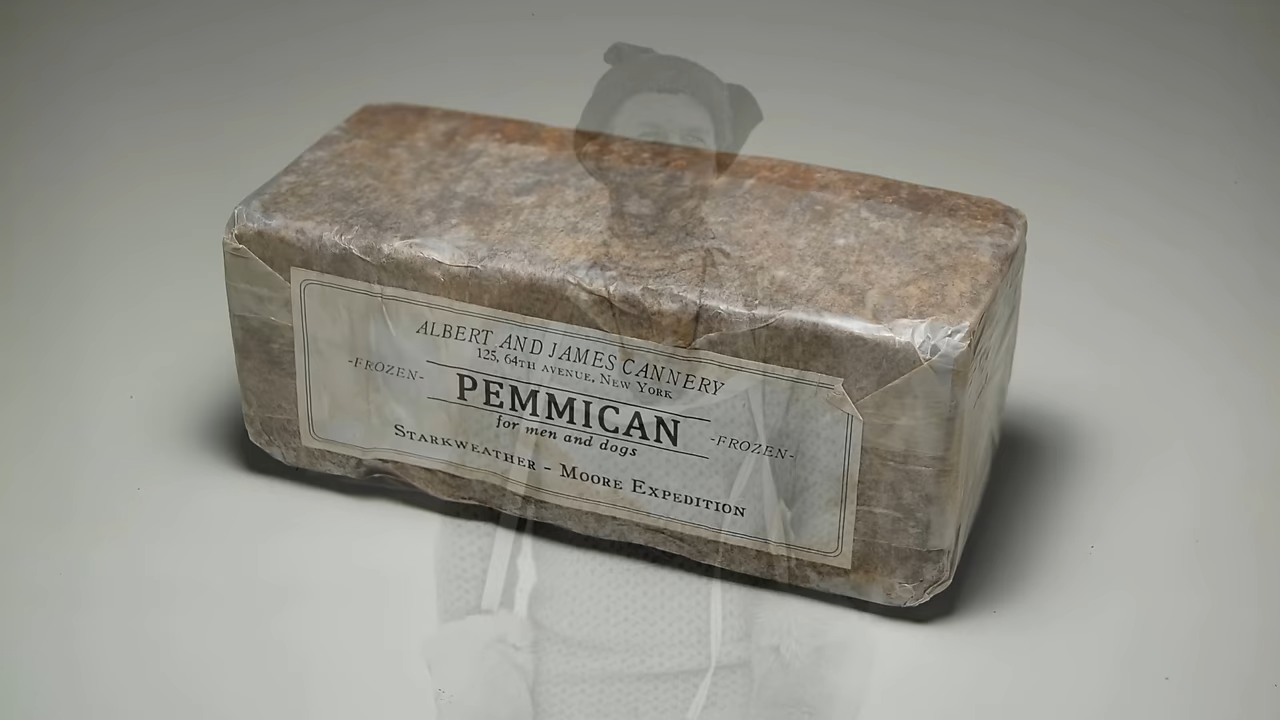 ALBERT AND JAMES CANNERY
125, 64TH AVENUE, NEW YORK
-FROZEN-
PEMMICAN
-FROZEN-
for men and dogs
STARKWEATHER - MOORE EXPEDITION